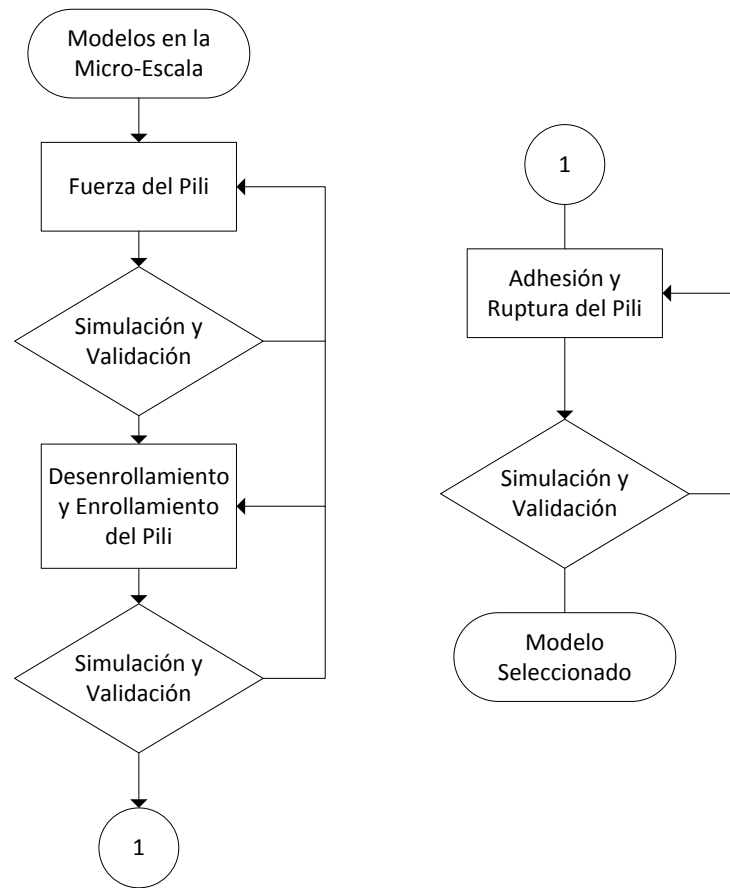 Modelos en la
Micro-Escala
Fuerza del Pili
Simulación y
Validación
Desenrollamiento
y Enrollamiento
del Pili
Simulación y
Validación
1
1
Adhesión y
Ruptura del Pili
Simulación y
Validación
Modelo
Seleccionado